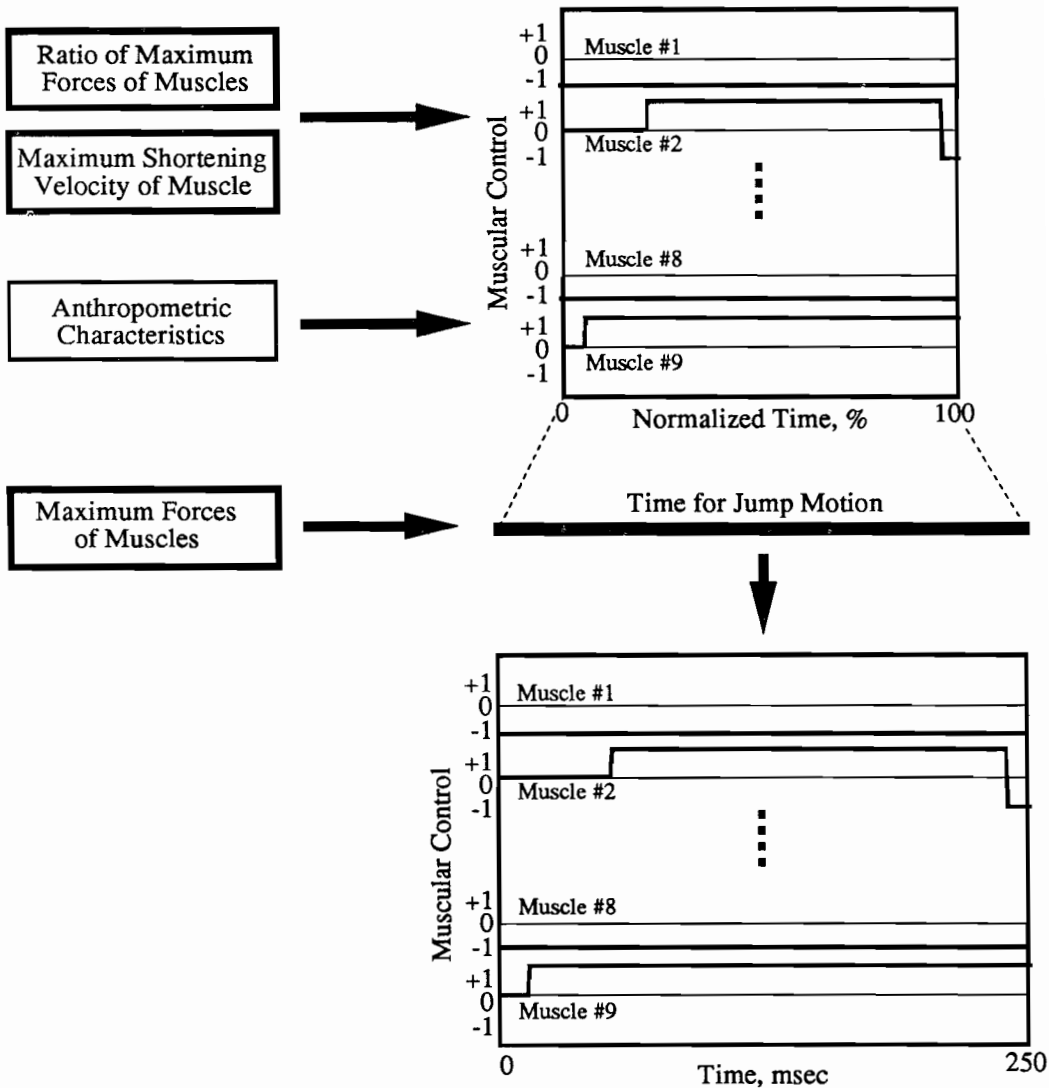 Ratio of Maximum
Forces of Muscles
Maximum Shortening
Velocity of Muscle
Anthropometric
Characteristics
Maximum Forces
of Muscles
Muscular Control
+1
0
-1
Muscle #1
+1
0
-1
Muscle #2
+1
0
-1
Muscle #8
+1
0
-1
Muscle #9
0
100
Normalized Time, %
Time for Jump Motion
Muscular Control
+1
0
-1
Muscle #1
+1
0
-1
Muscle #2
+1
0
-1
Muscle #8
+1
0
-1
Muscle #9
0
250
Time, msec